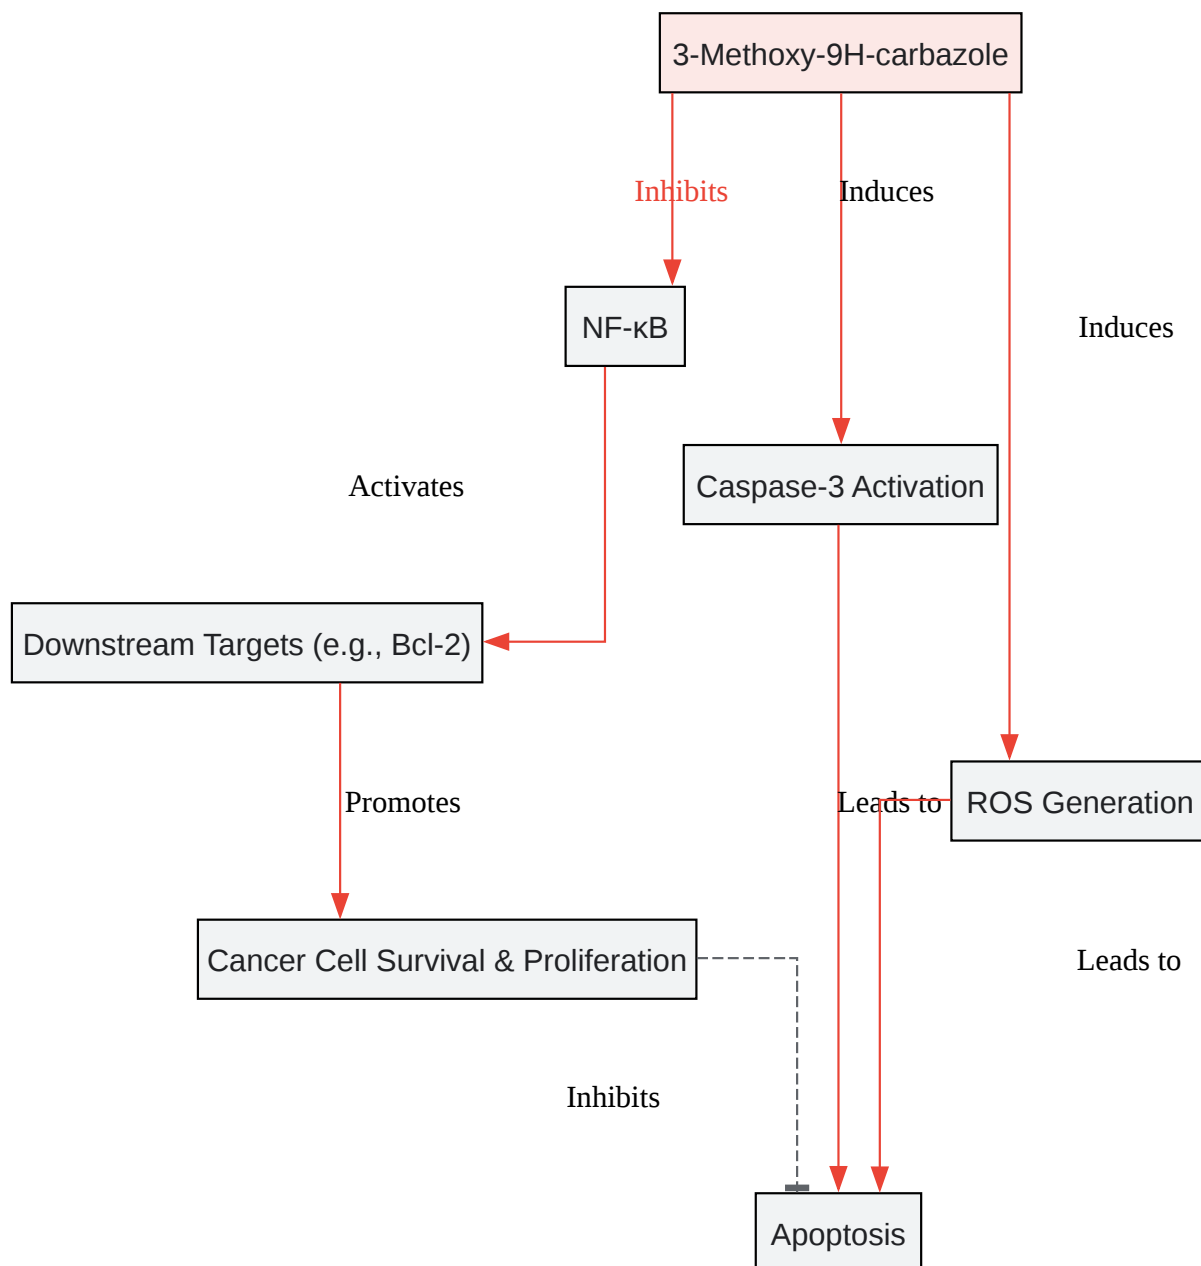 3-Methoxy-9H-carbazole
Inhibits
Induces
NF-κB
Induces
Activates
Caspase-3 Activation
Downstream Targets (e.g., Bcl-2)
Promotes
Leads to
ROS Generation
Cancer Cell Survival & Proliferation
Leads to
Inhibits
Apoptosis